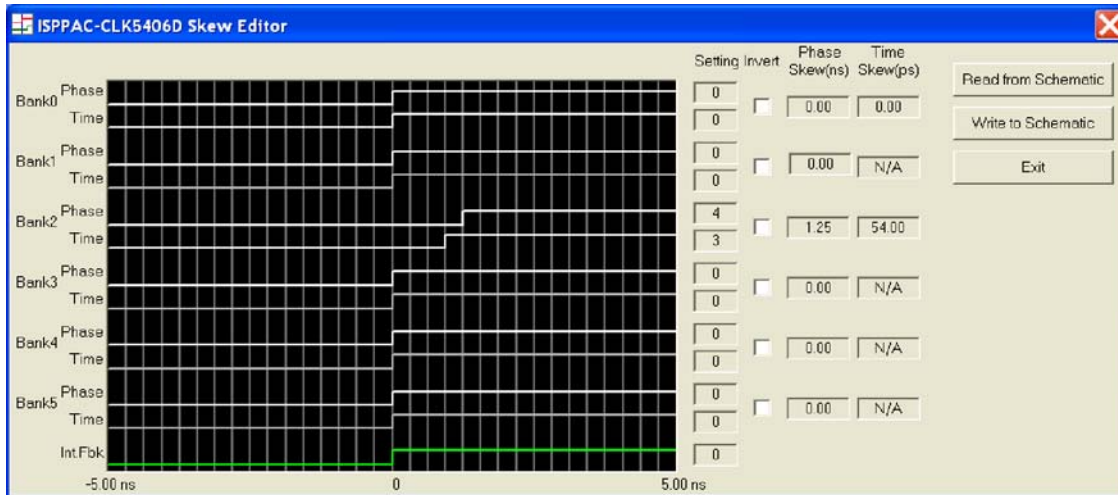 ISPPAC-CLK5406D Skew Editor
Setting Invert Phase Skew(ns) Time Skew(ps)
Bank0 Phase 0
Time 0
0.00 0.00
Bank1 Phase 0
Time 0
0.00 N/A
Bank2 Phase 4
Time 3
1.25 54.00
Bank3 Phase 0
Time 0
0.00 N/A
Bank4 Phase 0
Time 0
0.00 N/A
Bank5 Phase 0
Time 0
0.00 N/A
Int.Fbk 0
-5.00 ns 0 5.00 ns
Read from Schematic
Write to Schematic
Exit